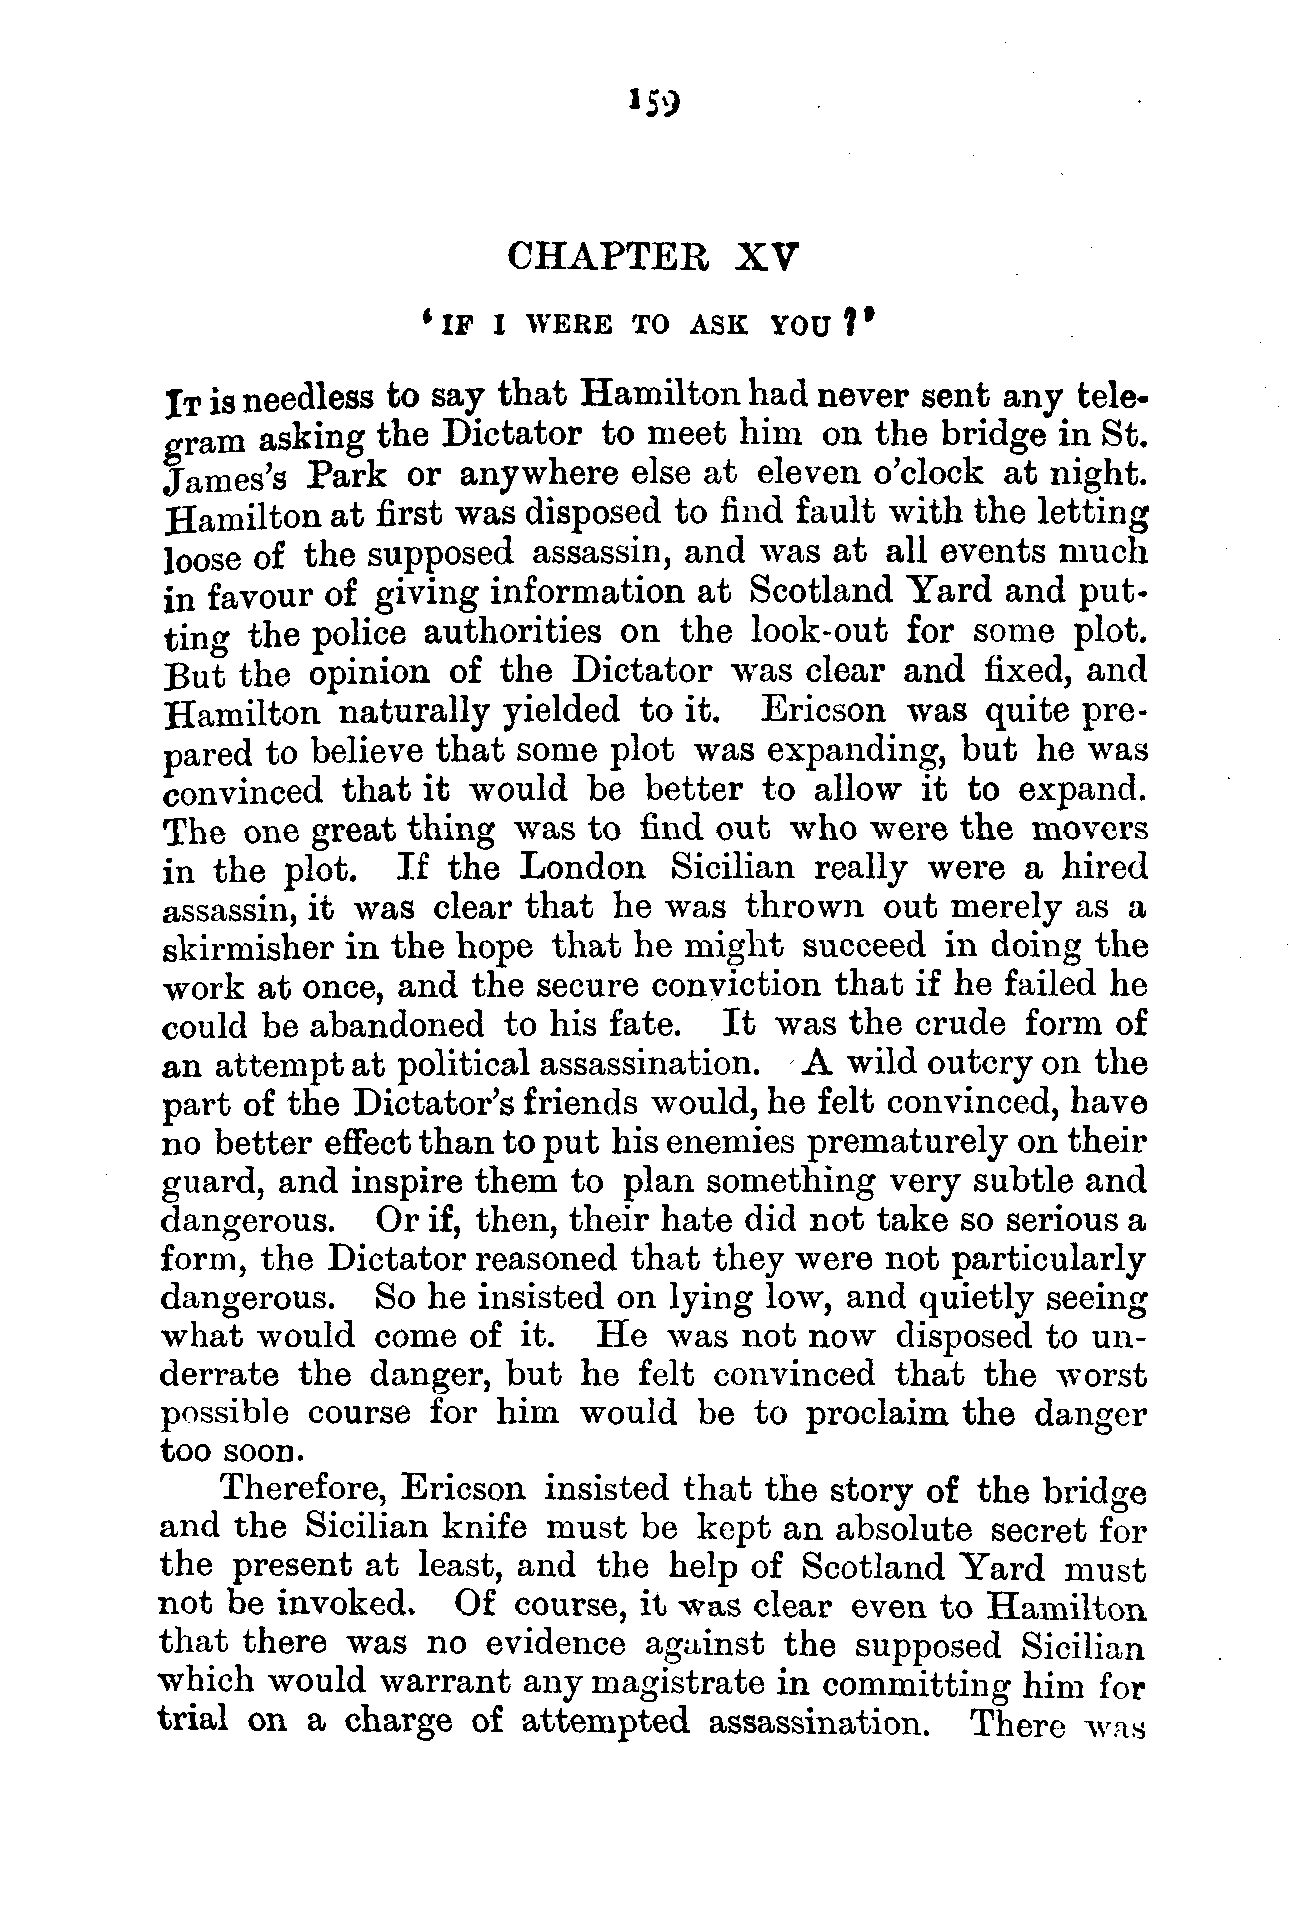 159
CHAPTER XV
‘IF I WERE TO ASK YOU?’
IT is needless to say that Hamilton had never sent any tele-
gram asking the Dictator to meet him on the bridge in St.
James’s Park or anywhere else at eleven o’clock at night.
Hamilton at first was disposed to find fault with the letting
loose of the supposed assassin, and was at all events much
in favour of giving information at Scotland Yard and put-
ting the police authorities on the look-out for some plot.
But the opinion of the Dictator was clear and fixed, and
Hamilton naturally yielded to it. Ericson was quite pre-
pared to believe that some plot was expanding, but he was
convinced that it would be better to allow it to expand.
The one great thing was to find out who were the movers
in the plot. If the London Sicilian really were a hired
assassin, it was clear that he was thrown out merely as a
skirmisher in the hope that he might succeed in doing the
work at once, and the secure conviction that if he failed he
could be abandoned to his fate. It was the crude form of
an attempt at political assassination. A wild outcry on the
part of the Dictator’s friends would, he felt convinced, have
no better effect than to put his enemies prematurely on their
guard, and inspire them to plan something very subtle and
dangerous. Or if, then, their hate did not take so serious a
form, the Dictator reasoned that they were not particularly
dangerous. So he insisted on lying low, and quietly seeing
what would come of it. He was not now disposed to un-
derrate the danger, but he felt convinced that the worst
possible course for him would be to proclaim the danger
too soon.
Therefore, Ericson insisted that the story of the bridge
and the Sicilian knife must be kept an absolute secret for
the present at least, and the help of Scotland Yard must
not be invoked. Of course, it was clear even to Hamilton
that there was no evidence against the supposed Sicilian
which would warrant any magistrate in committing him for
trial on a charge of attempted assassination. There was